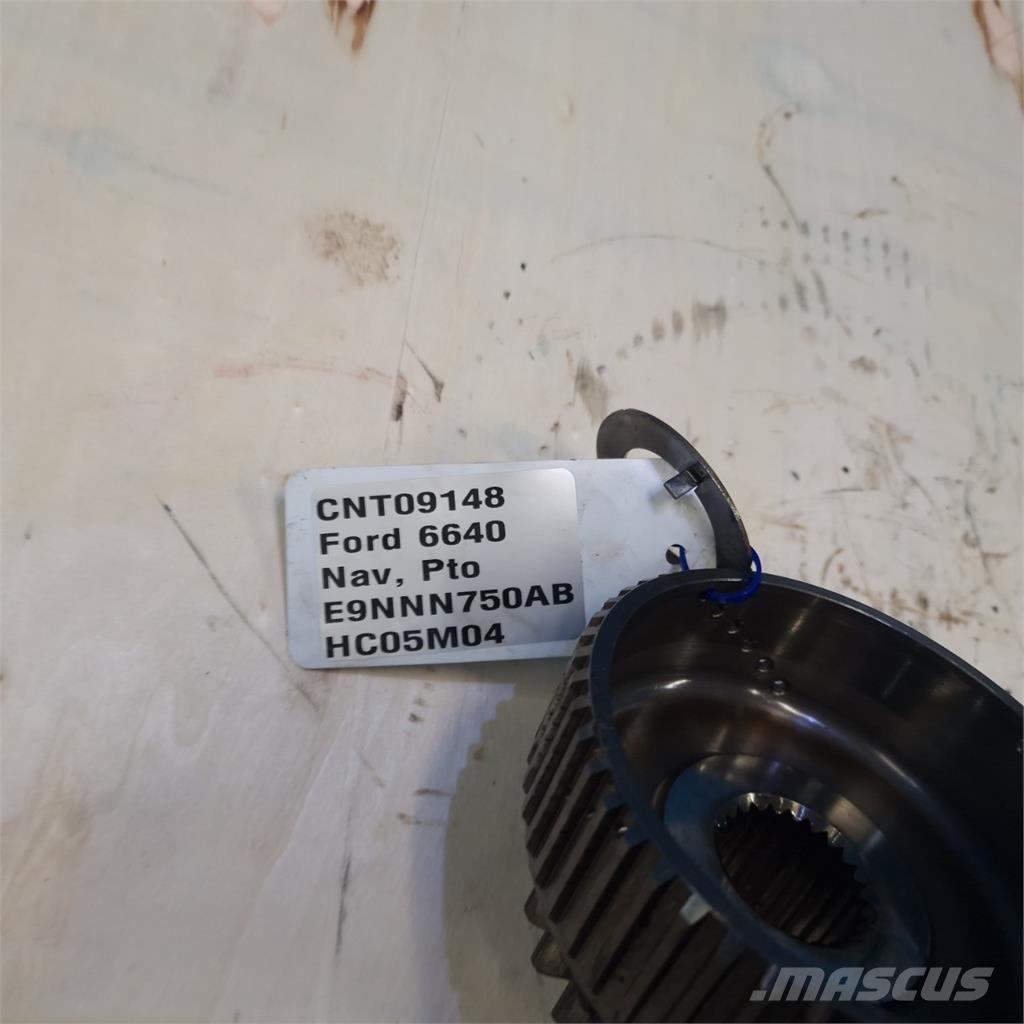 CNT09148
Ford 6640
Nav, Pto
E9NNN750AB
HC05M04
.MASCUS